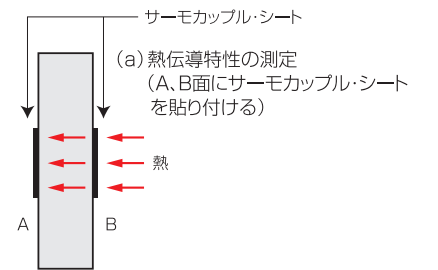 サーモカップル・シート
(a)熱伝導特性の測定
(A、B面にサーモカップル・シート
を貼り付ける)
熱
A
B